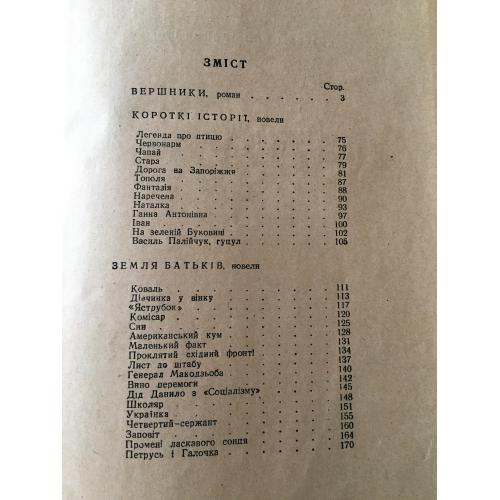 ЗМІСТ
Стор.
ВЕРШНИКИ, роман . . . . . . 3
КОРОТКІ ІСТОРІЇ, новели
Легенда про птицю . . . . . . 75
Червонарм . . . . . . 76
Чапай . . . . . . 77
Стара . . . . . . 79
Дорога на Запоріжжя . . . . . . 81
Тополя . . . . . . 87
Фантазія . . . . . . 88
Наречена . . . . . . 90
Наталка . . . . . . 93
Ганна Антонівна . . . . . . 97
Іван . . . . . . 100
На зеленій Буковині . . . . . . 102
Василь Палійчук, гуцул . . . . . . 105
ЗЕМЛЯ БАТЬКІВ, новели
Коваль . . . . . . 111
Дівчинка у вінку . . . . . . 113
«Яструбок» . . . . . . 117
Комісар . . . . . . 120
Сни . . . . . . 125
Американський кум . . . . . . 128
Маленький факт . . . . . . 131
Проклятий східний фронт! . . . . . . 134
Лист до штабу . . . . . . 137
Генерал Макодзьоба . . . . . . 140
Вино перемоги . . . . . . 142
Дід Данило з «Соціалізму» . . . . . . 145
Школяр . . . . . . 148
Українка . . . . . . 151
Четвертий-сержант . . . . . . 155
Заповіт . . . . . . 160
Промені ласкавого сонця . . . . . . 164
Петрусь і Галочка . . . . . . 170